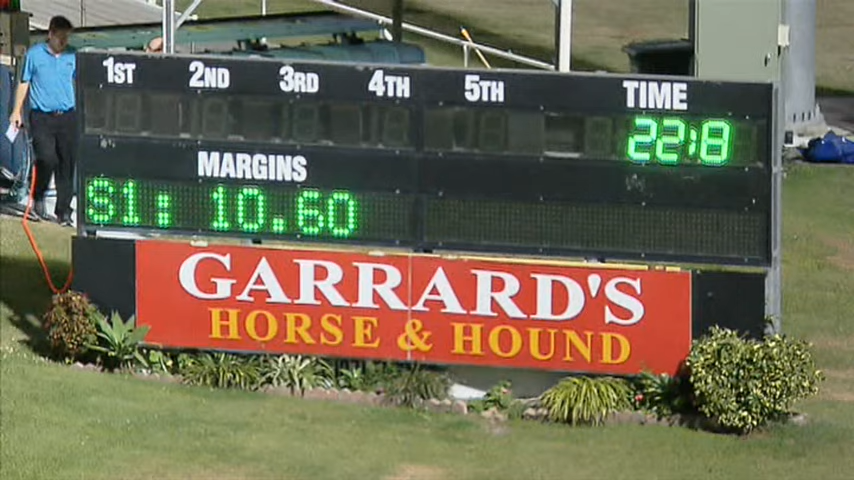 1ST 2ND 3RD 4TH 5TH TIME
22:8
MARGINS
S1: 10.60
GARRARD'S
HORSE & HOUND